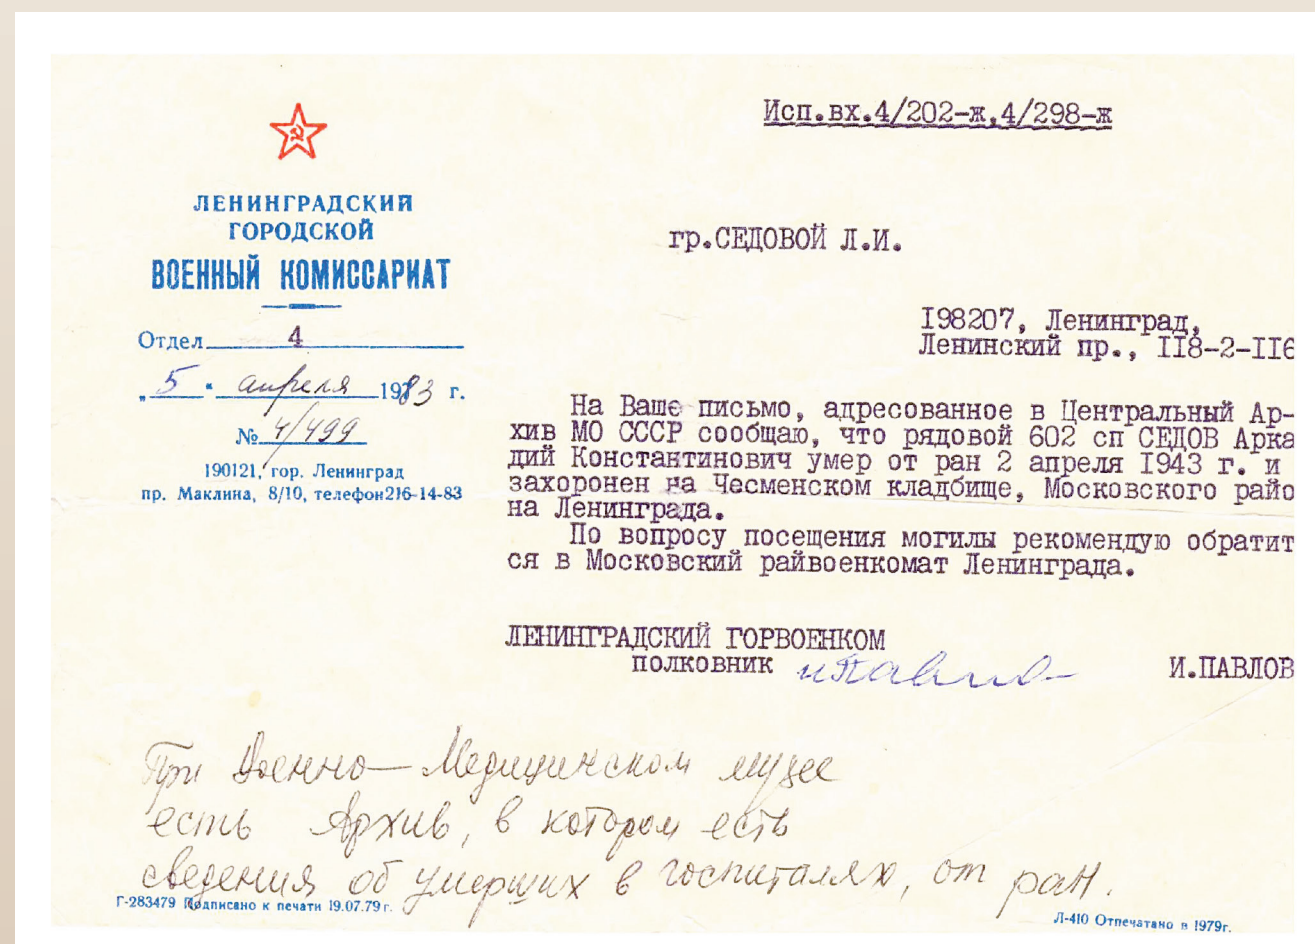 ЛЕНИНГРАДСКИЙ
ГОРОДСКОЙ
ВОЕННЫЙ КОМИССАРИАТ
Отдел 4
„ 5 " апреля 1983 г.
№ 4/499
190121, гор. Ленинград
пр. Маклина, 8/10, телефон 216-14-83
Исп.вх.4/202-ж,4/298-ж
гр.СЕДОВОЙ Л.И.
I98207, Ленинград,
Ленинский пр., II8-2-II6
На Ваше письмо, адресованное в Центральный Ар-
хив МО СССР сообщаю, что рядовой 602 сп СЕДОВ Арка
дий Константинович умер от ран 2 апреля I943 г. и
захоронен на Чесменском кладбище, Московского райо
на Ленинграда.
По вопросу посещения могилы рекомендую обратит
ся в Московский райвоенкомат Ленинграда.
ЛЕНИНГРАДСКИЙ ГОРВОЕНКОМ
полковник иПавлов И.ПАВЛОВ
При Военно-Медицинском музее
есть Архив, в котором есть
сведения об умерших в госпиталях, от ран.
Г-283479 Подписано к печати 19.07.79 г.
Л-410 Отпечатано в 1979г.